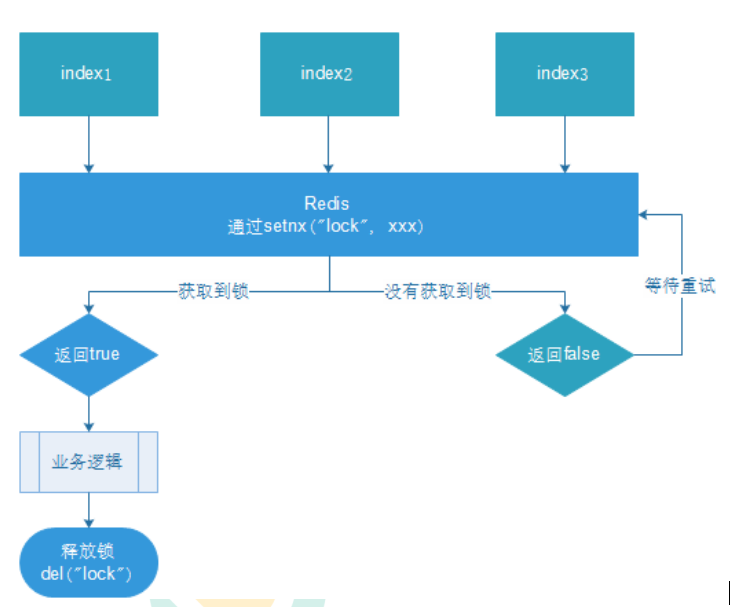 index1
index2
index3
Redis
通过setnx("lock", xxx)
获取到锁
没有获取到锁
等待重试
返回true
返回false
业务逻辑
释放锁
del("lock")